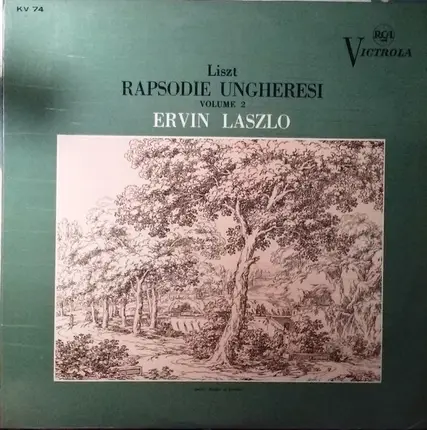 KV 74
RCA
VICTROLA
Liszt
RAPSODIE UNGHERESI
VOLUME 2
ERVIN LASZLO